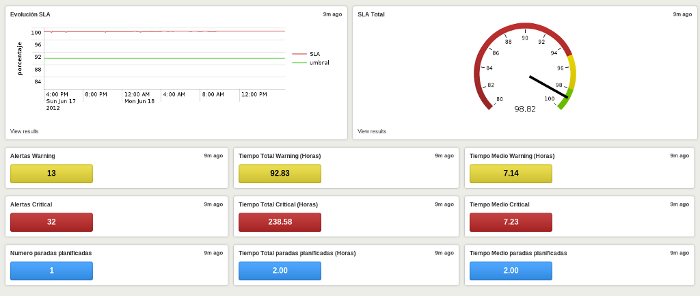 Evolución SLA 9m ago
porcentaje
100
96
92
88
84
4:00 PM 8:00 PM 12:00 AM 4:00 AM 8:00 AM 12:00 PM
Sun Jun 17 Mon Jun 18
2012
SLA
umbral
View results
SLA Total 9m ago
80
82
84
86
88
90
92
94
96
98
100
98.82
View results
Alertas Warning 9m ago
13
Tiempo Total Warning (Horas) 9m ago
92.83
Tiempo Medio Warning (Horas) 9m ago
7.14
Alertas Critical 9m ago
32
Tiempo Total Critical (Horas) 9m ago
238.58
Tiempo Medio Critical 9m ago
7.23
Numero paradas planificadas 9m ago
1
Tiempo Total paradas planificadas (Horas) 9m ago
2.00
Tiempo Medio paradas planificadas 9m ago
2.00